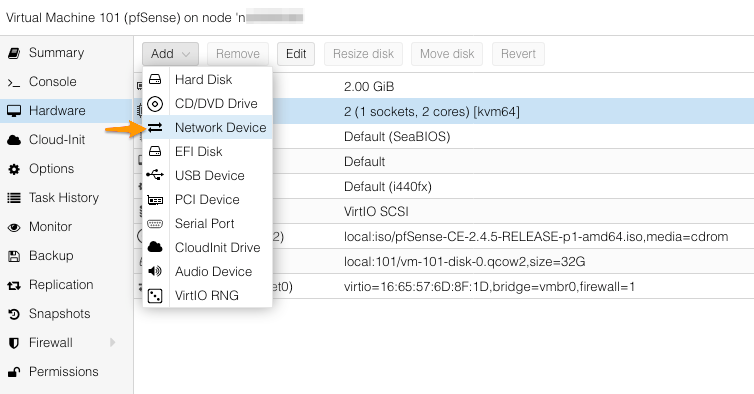 Virtual Machine 101 (pfSense) on node 'n
Summary
Console
Hardware
Cloud-Init
Options
Task History
Monitor
Backup
Replication
Snapshots
Firewall
Permissions
Add Remove Edit Resize disk Move disk Revert
Hard Disk
CD/DVD Drive
Network Device
EFI Disk
USB Device
PCI Device
Serial Port
CloudInit Drive
Audio Device
VirtIO RNG
2.00 GiB
2 (1 sockets, 2 cores) [kvm64]
Default (SeaBIOS)
Default
Default (i440fx)
VirtIO SCSI
2) local:iso/pfSense-CE-2.4.5-RELEASE-p1-amd64.iso,media=cdrom
local:101/vm-101-disk-0.qcow2,size=32G
et0) virtio=16:65:57:6D:8F:1D,bridge=vmbr0,firewall=1